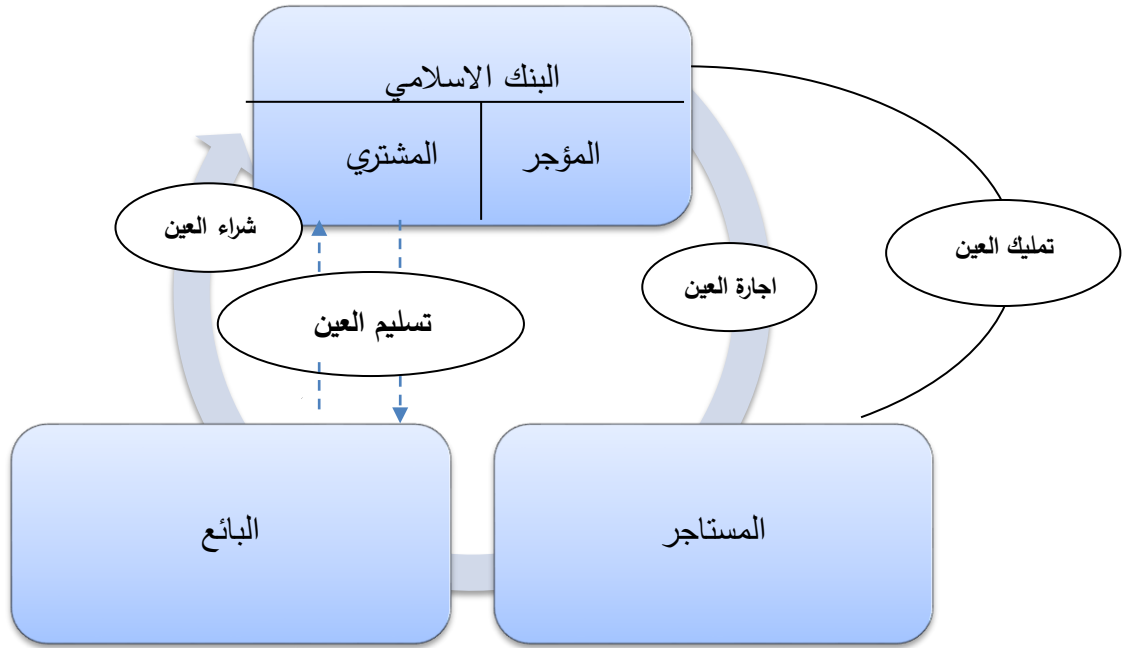 البنك الاسلامي
المؤجر
المشتري
شراء العين
تمليك العين
اجارة العين
تسليم العين
المستاجر
البائع